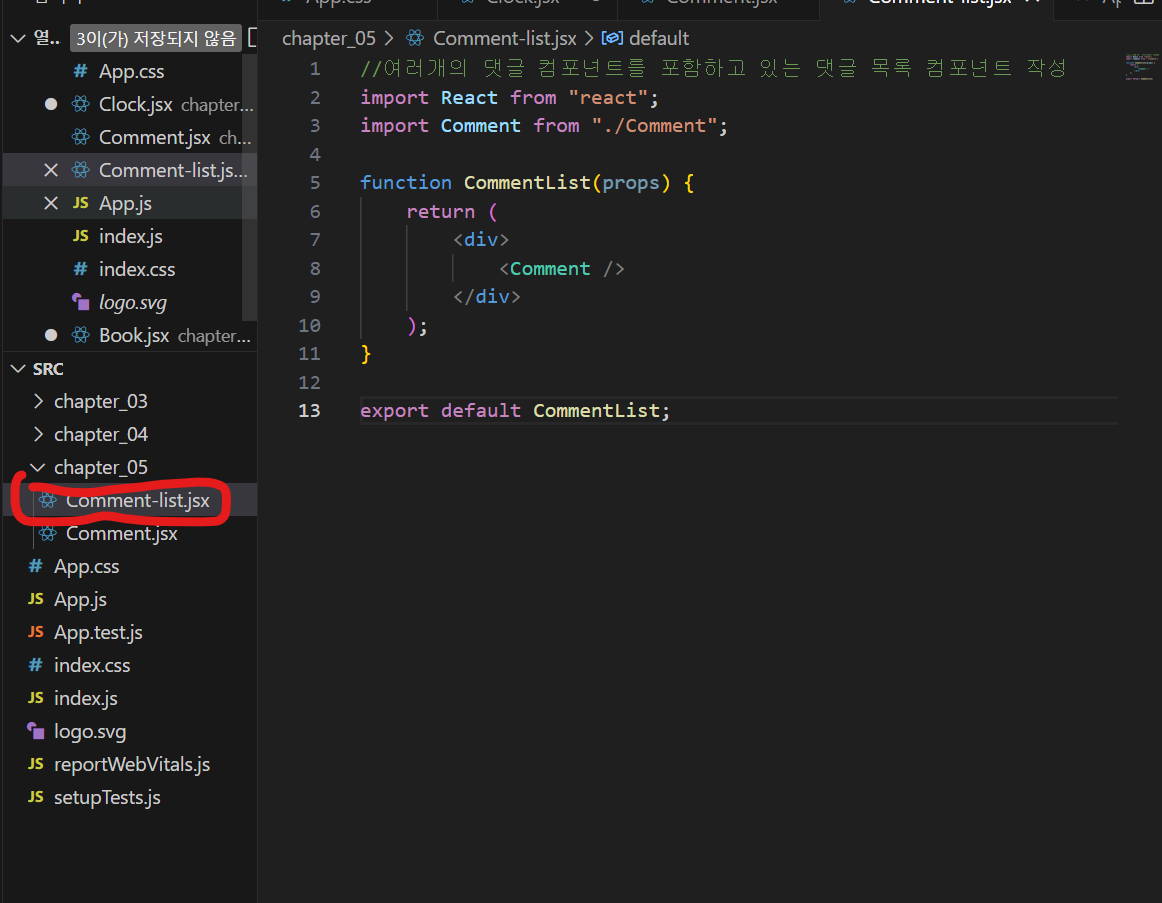 열.. 3이(가) 저장되지 않음
# App.css
Clock.jsx chapter...
Comment.jsx ch...
Comment-list.js...
JS App.js
JS index.js
# index.css
logo.svg
Book.jsx chapter...
SRC
chapter_03
chapter_04
chapter_05
Comment-list.jsx
Comment.jsx
# App.css
JS App.js
JS App.test.js
# index.css
JS index.js
logo.svg
JS reportWebVitals.js
JS setupTests.js
chapter_05 > Comment-list.jsx > default
1 //여러개의 댓글 컴포넌트를 포함하고 있는 댓글 목록 컴포넌트 작성
2 import React from "react";
3 import Comment from "./Comment";
4
5 function CommentList(props) {
6 return (
7 <div>
8 <Comment />
9 </div>
10 );
11 }
12
13 export default CommentList;